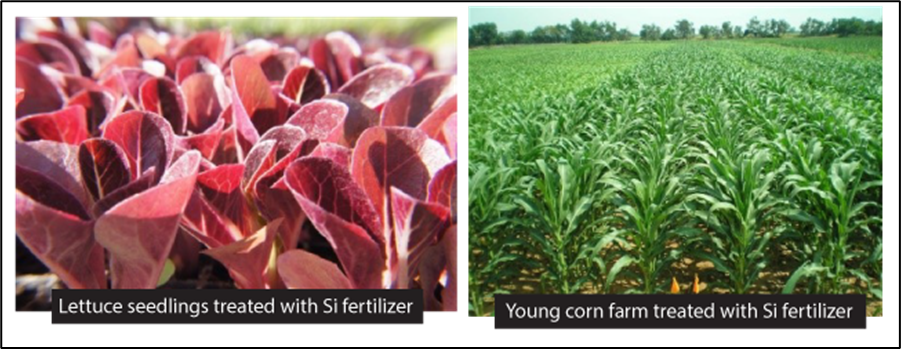 Lettuce seedlings treated with Si fertilizer
Young corn farm treated with Si fertilizer